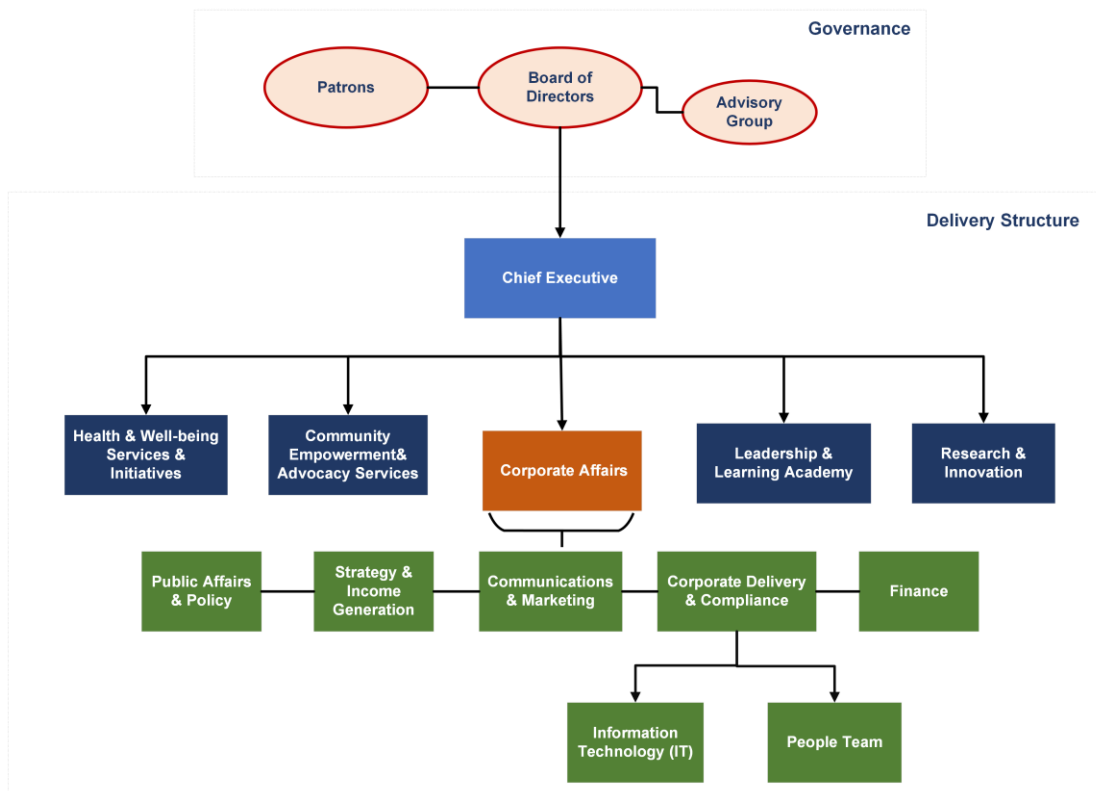 Governance
Patrons
Board of
Directors
Advisory
Group
Delivery Structure
Chief Executive
Health & Well-being
Services &
Initiatives
Community
Empowerment&
Advocacy Services
Corporate Affairs
Leadership &
Learning Academy
Research &
Innovation
Public Affairs
& Policy
Strategy &
Income
Generation
Communications
& Marketing
Corporate Delivery
& Compliance
Finance
Information
Technology (IT)
People Team